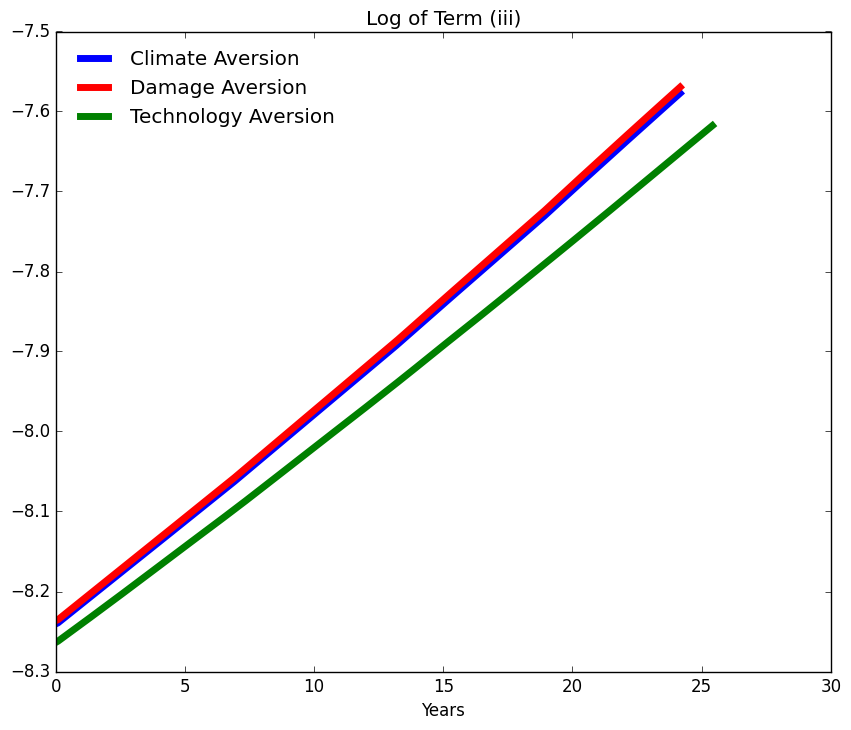 Log of Term (iii)
Climate Aversion
Damage Aversion
Technology Aversion
−7.5
−7.6
−7.7
−7.8
−7.9
−8.0
−8.1
−8.2
−8.3
0 5 10 15 20 25 30
Years